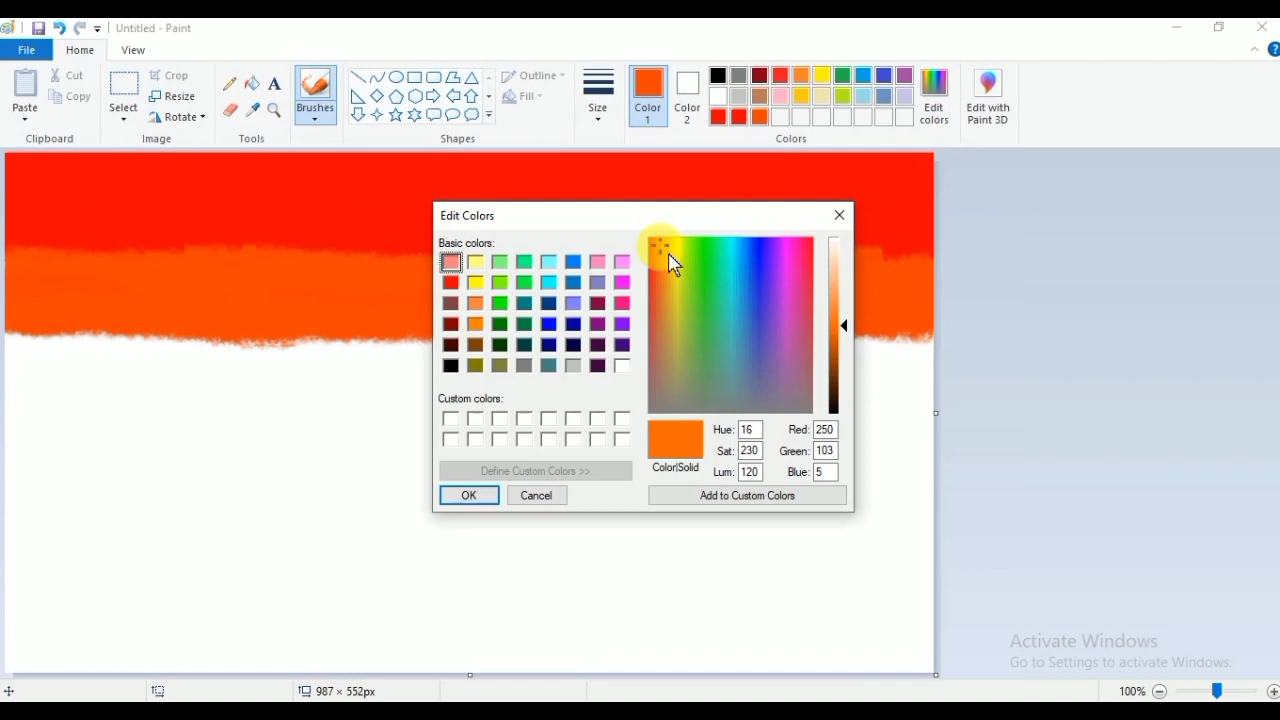 Untitled - Paint
File Home View
Paste
Cut
Copy
Clipboard
Select
Crop
Resize
Rotate
Image
A
Tools
Brushes
Shapes
Outline
Fill
Size
Color 1
Color 2
Colors
Edit colors
Edit with Paint 3D
?
Edit Colors
Basic colors:
Custom colors:
Define Custom Colors >>
OK Cancel
Color|Solid
Hue: 16 Red: 250
Sat: 230 Green: 103
Lum: 120 Blue: 5
Add to Custom Colors
Activate Windows
Go to Settings to activate Windows.
987 × 552px
100%